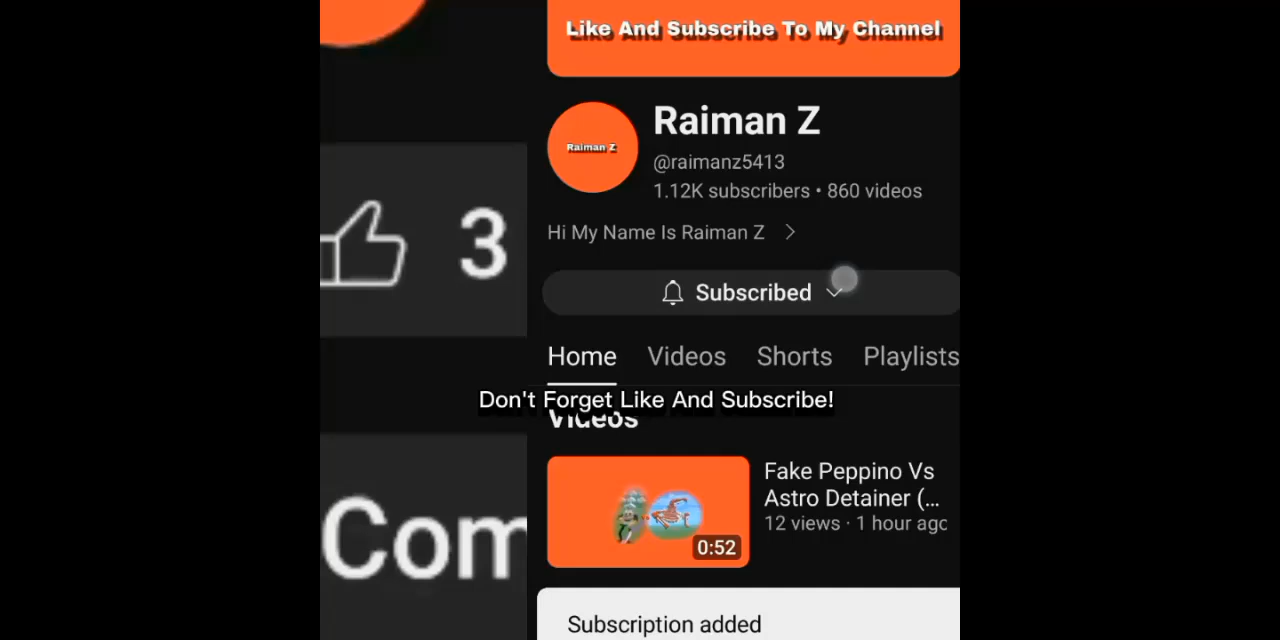 Like And Subscribe To My Channel
Raiman Z
Raiman Z
@raimanz5413
1.12K subscribers • 860 videos
Hi My Name Is Raiman Z
3
Subscribed
Home Videos Shorts Playlists
Don't Forget Like And Subscribe!
Videos
Fake Peppino Vs
Astro Detainer (...
12 views · 1 hour ago
0:52
Com
Subscription added